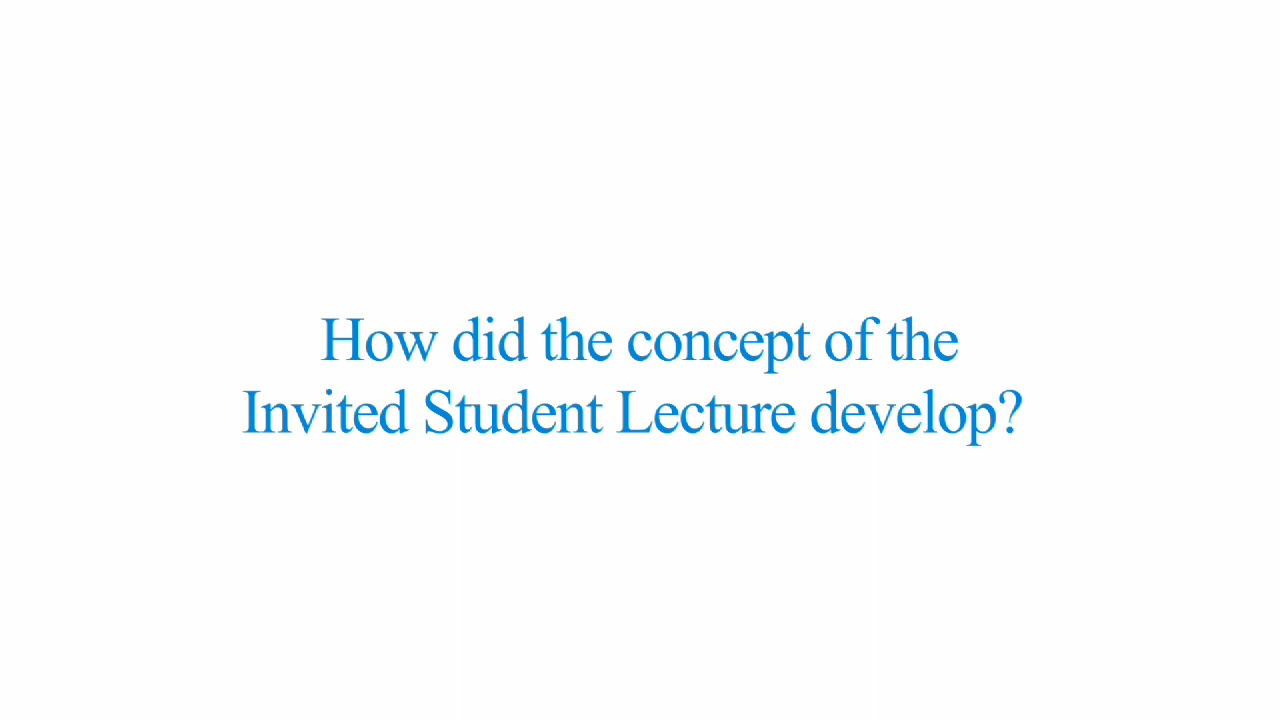 How did the concept of the
Invited Student Lecture develop?